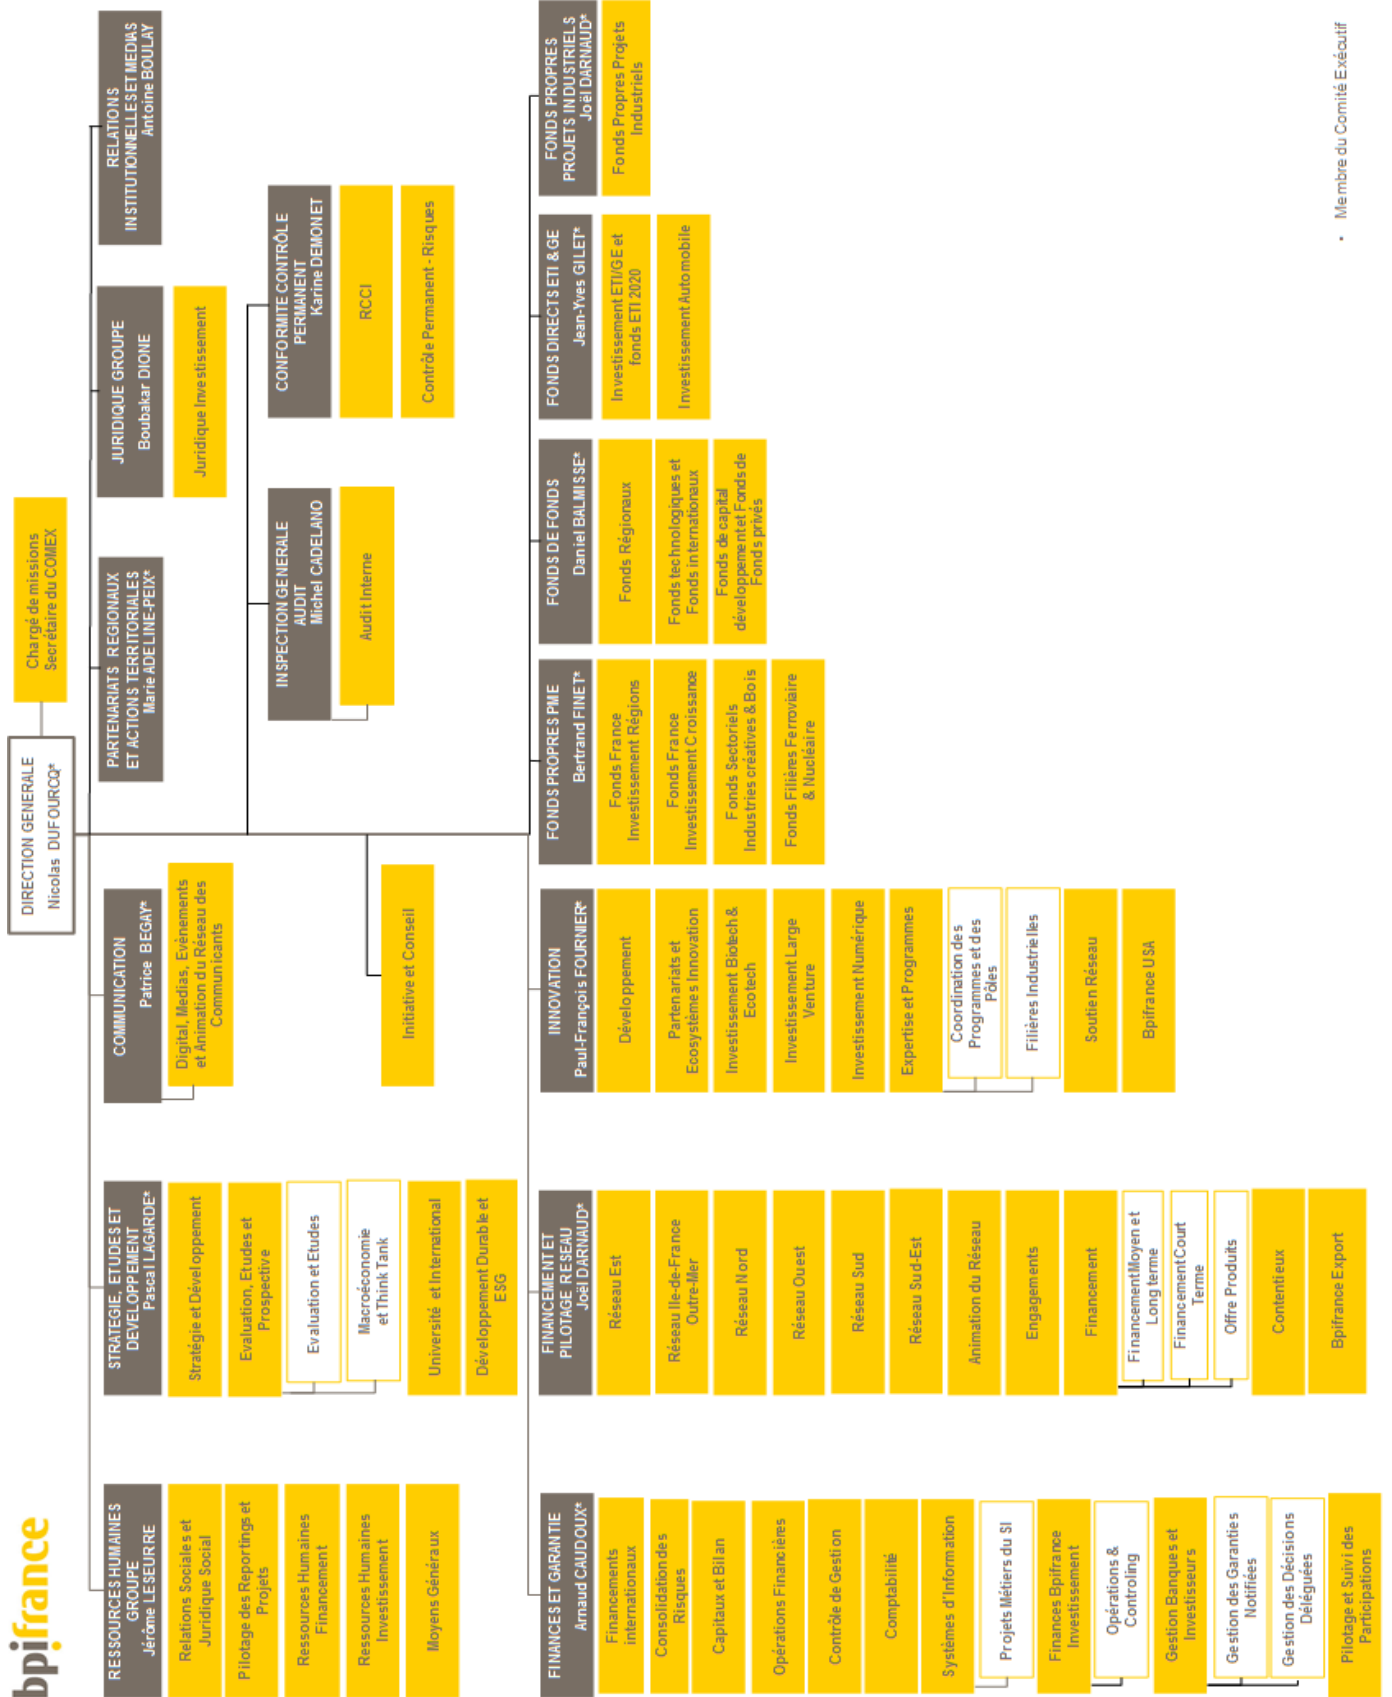 bpifrance
DIRECTION GENERALE
Nicolas DUFOURCQ*
Chargé de missions
Secrétaire du COMEX
RESSOURCES HUMAINES
GROUPE
Jérôme LESEURRE
Relations Sociales et
Juridique Social
Pilotage des Reportings et
Projets
Ressources Humaines
Financement
Ressources Humaines
Investissement
Moyens Généraux
STRATEGIE, ETUDES ET
DEVELOPPEMENT
Pascal LAGARDE*
Stratégie et Développement
Evaluation, Etudes et
Prospective
Evaluation et Etudes
Macroéconomie
et Think Tank
Université et International
Développement Durable et
ESG
COMMUNICATION
Patrice BEGAY*
Digital, Medias, Evènements
et Animation du Réseau des
Communicants
PARTENARIATS REGIONAUX
ET ACTIONS TERRITORIALES
Marie ADELINE-PEIX*
JURIDIQUE GROUPE
Boubakar DIONE
Juridique Investissement
RELATIONS
INSTITUTIONNELLES ET MEDIAS
Antoine BOULAY
Initiative et Conseil
INSPECTION GENERALE
AUDIT
Michel CADELANO
Audit Interne
CONFORMITE CONTRÔLE
PERMANENT
Karine DEMONET
RCCI
Contrôle Permanent - Risques
FINANCES ET GARANTIE
Arnaud CAUDOUX*
Financements
internationaux
Consolidation des
Risques
Capitaux et Bilan
Opérations Financières
Contrôle de Gestion
Comptabilité
Systèmes d'Information
Projets Métiers du SI
Finances Bpifrance
Investissement
Opérations &
Controling
Gestion Banques et
Investisseurs
Gestion des Garanties
Notifiées
Gestion des Décisions
Déléguées
Pilotage et Suivi des
Participations
FINANCEMENT ET
PILOTAGE RESEAU
Joël DARNAUD*
Réseau Est
Réseau Ile-de-France
Outre-Mer
Réseau Nord
Réseau Ouest
Réseau Sud
Réseau Sud-Est
Animation du Réseau
Engagements
Financement
Financement Moyen et
Long terme
Financement Court
Terme
Offre Produits
Contentieux
Bpifrance Export
INNOVATION
Paul-François FOURNIER*
Développement
Partenariats et
Ecosystèmes Innovation
Investissement Biotech &
Ecotech
Investissement Large
Venture
Investissement Numérique
Expertise et Programmes
Coordination des
Programmes et des
Pôles
Filières Industrielles
Soutien Réseau
Bpifrance USA
FONDS PROPRES PME
Bertrand FINET*
Fonds France
Investissement Régions
Fonds France
Investissement Croissance
Fonds Sectoriels
Industries créatives & Bois
Fonds Filières Ferroviaire
& Nucléaire
FONDS DE FONDS
Daniel BALMISSE*
Fonds Régionaux
Fonds technologiques et
Fonds internationaux
Fonds de capital
développement et Fonds de
Fonds privés
FONDS DIRECTS ETI & GE
Jean-Yves GILET*
Investissement ETI/GE et
fonds ETI 2020
Investissement Automobile
FONDS PROPRES
PROJETS INDUSTRIELS
Joël DARNAUD*
Fonds Propres Projets
Industriels
• Membre du Comité Exécutif